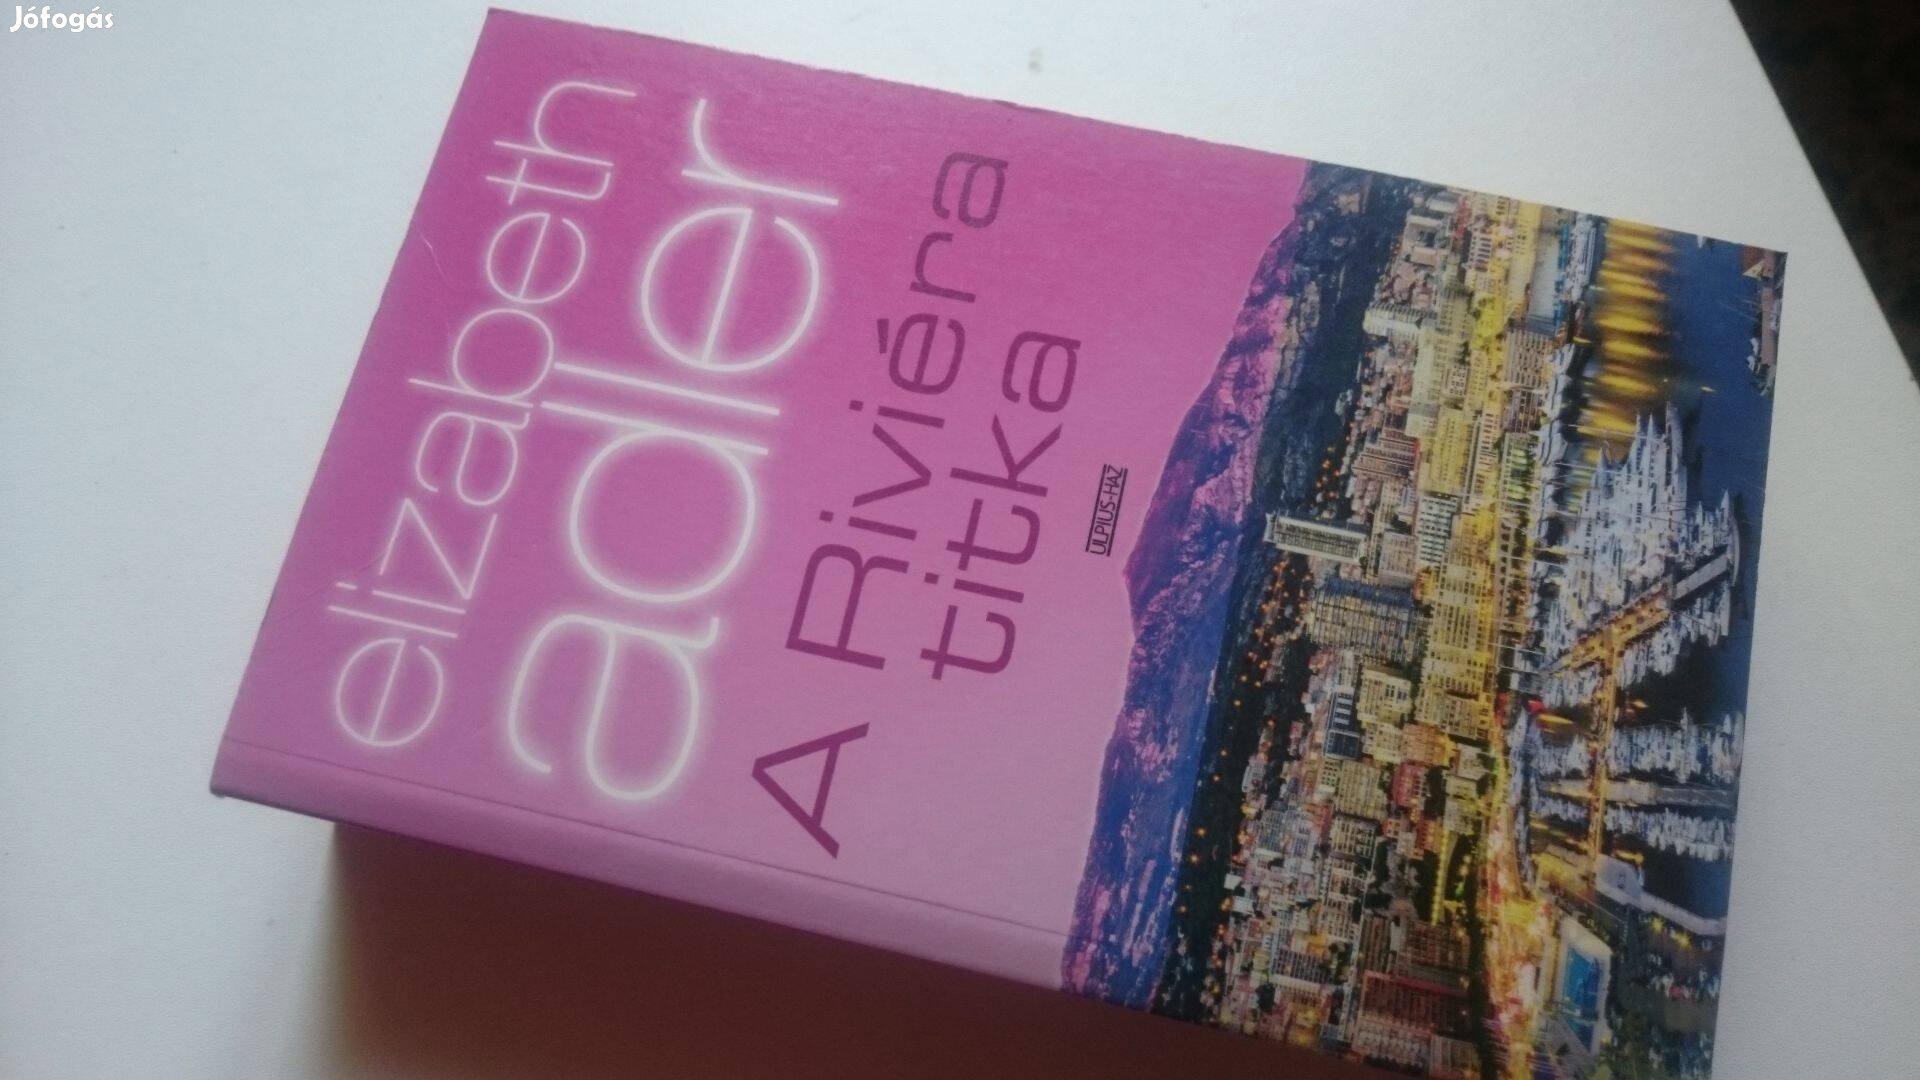 Jófogás
elizabeth
adler
A Riviéra
titka
ULPIUS-HÁZ